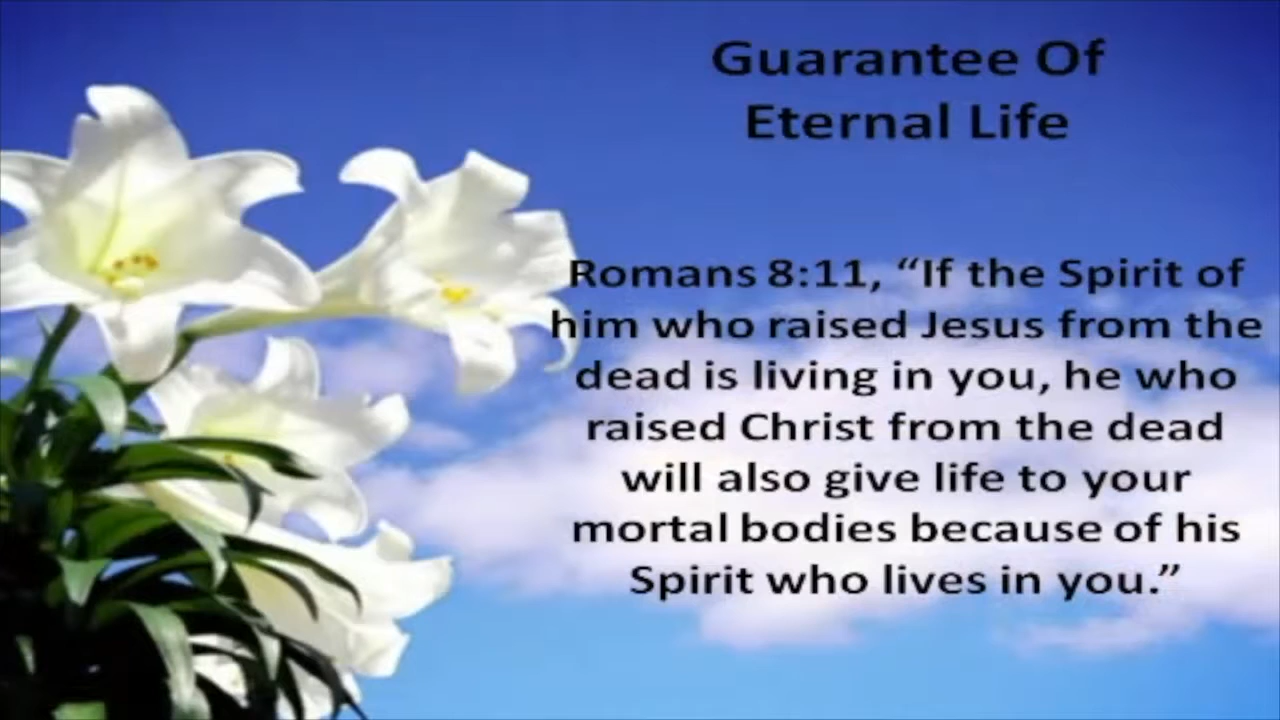 Guarantee Of
Eternal Life
Romans 8:11, “If the Spirit of
him who raised Jesus from the
dead is living in you, he who
raised Christ from the dead
will also give life to your
mortal bodies because of his
Spirit who lives in you.”